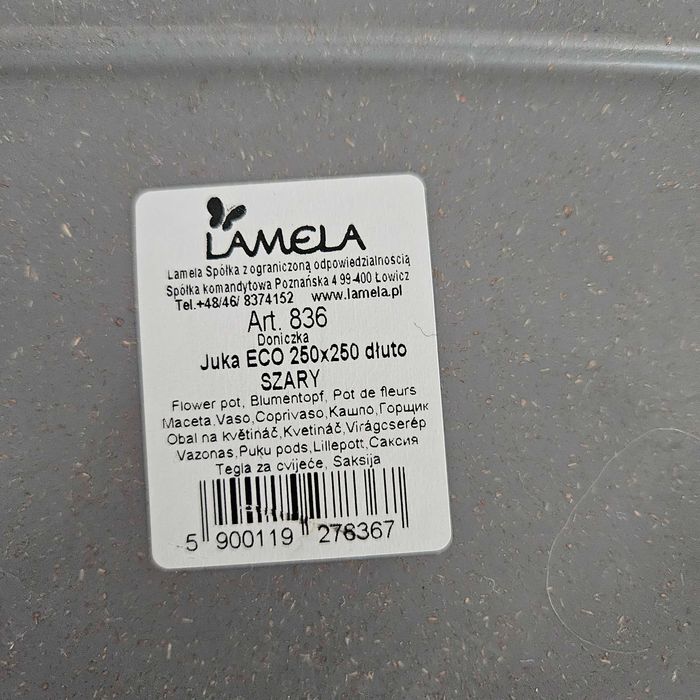 LAMELA
Lamela Spółka z ograniczoną odpowiedzialnością
Spółka komandytowa Poznańska 4 99-400 Łowicz
Tel.+48/46/ 8374152 www.lamela.pl
Art. 836
Doniczka
Juka ECO 250x250 dłuto
SZARY
Flower pot, Blumentopf, Pot de fleurs
Maceta,Vaso,Coprivaso,Кашпо,Горщик
Obal na květináč,Kvetináč,Virágcserép
Vazonas,Puku pods,Lillepott,Саксия
Tegla za cvijeće, Saksija
5 900119 278367